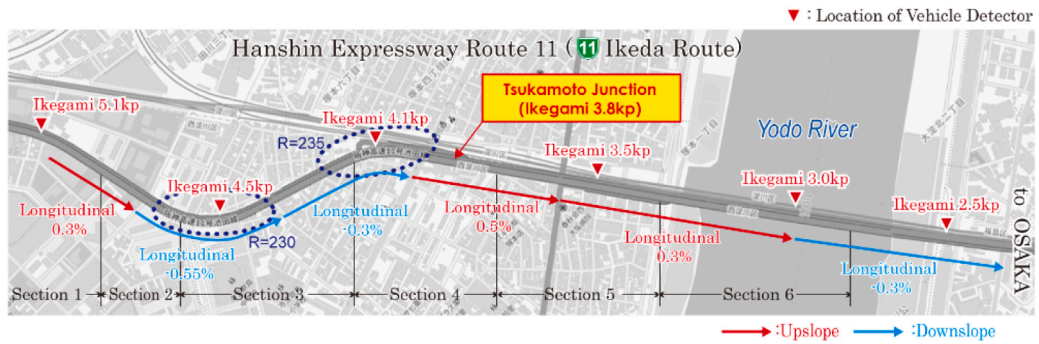 ▼ : Location of Vehicle Detector
Hanshin Expressway Route 11 ( 11 Ikeda Route)
Tsukamoto Junction
(Ikegami 3.8kp)
Ikegami 5.1kp
Ikegami 4.1kp
R=235
Ikegami 3.5kp
Yodo River
Ikegami 4.5kp
Ikegami 3.0kp
Ikegami 2.5kp
to OSAKA
Longitudinal
0.3%
R=230
Longitudinal
-0.3%
Longitudinal
0.5%
Longitudinal
0.3%
Longitudinal
-0.55%
Longitudinal
-0.3%
Section 1
Section 2
Section 3
Section 4
Section 5
Section 6
:Upslope
:Downslope